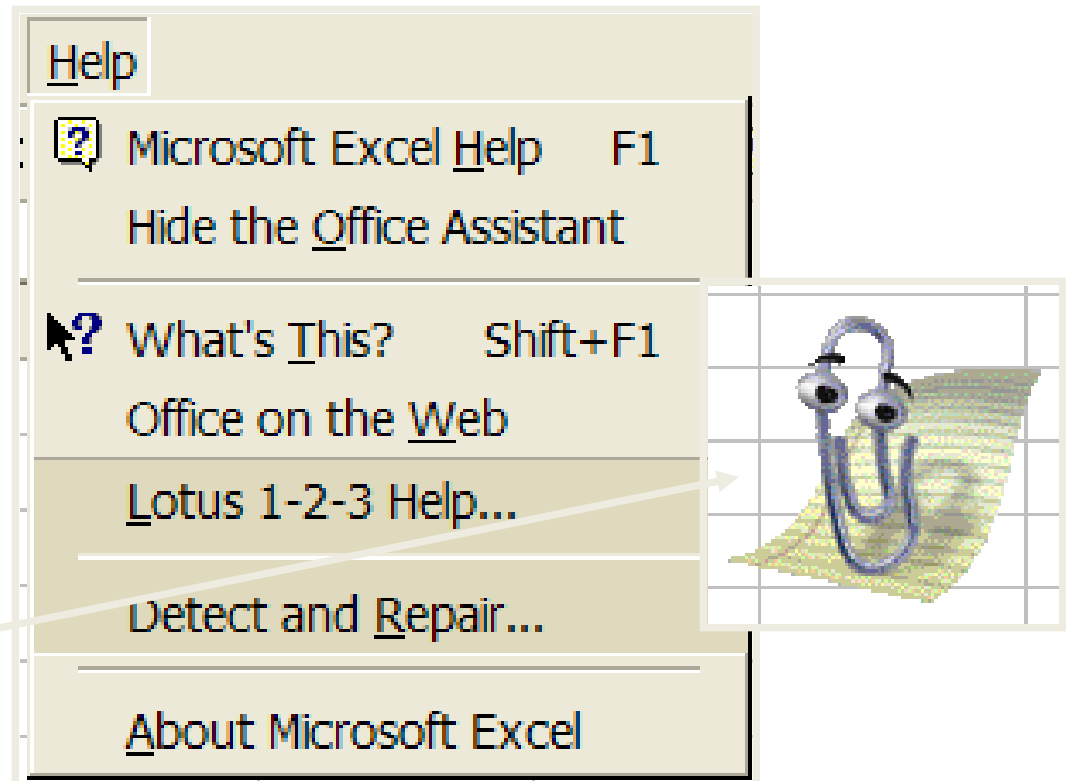 Help
Microsoft Excel Help F1
Hide the Office Assistant
What's This? Shift+F1
Office on the Web
Lotus 1-2-3 Help...
Detect and Repair...
About Microsoft Excel